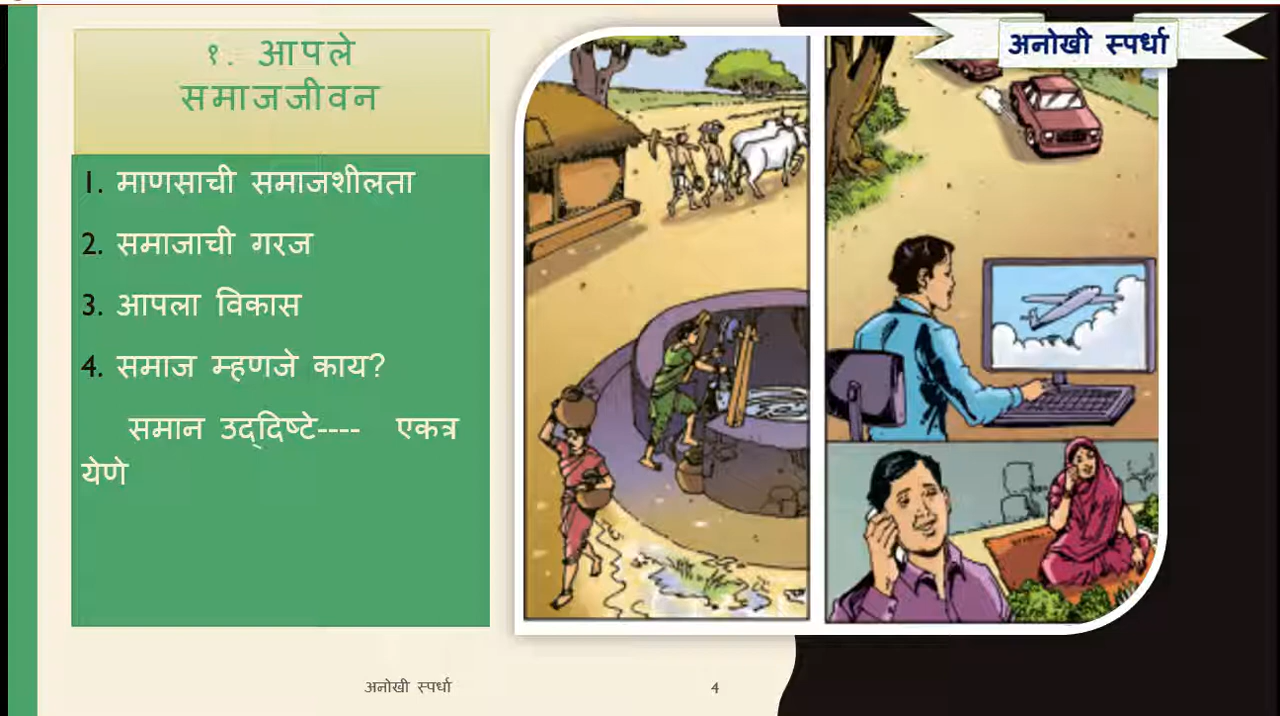 अनोखी स्पर्धा
१. आपले
समाजजीवन
1. माणसाची समाजशीलता
2. समाजाची गरज
3. आपला विकास
4. समाज म्हणजे काय?
समान उद्‌दिष्टे---- एकत्र
येणे
अनोखी स्पर्धा
4